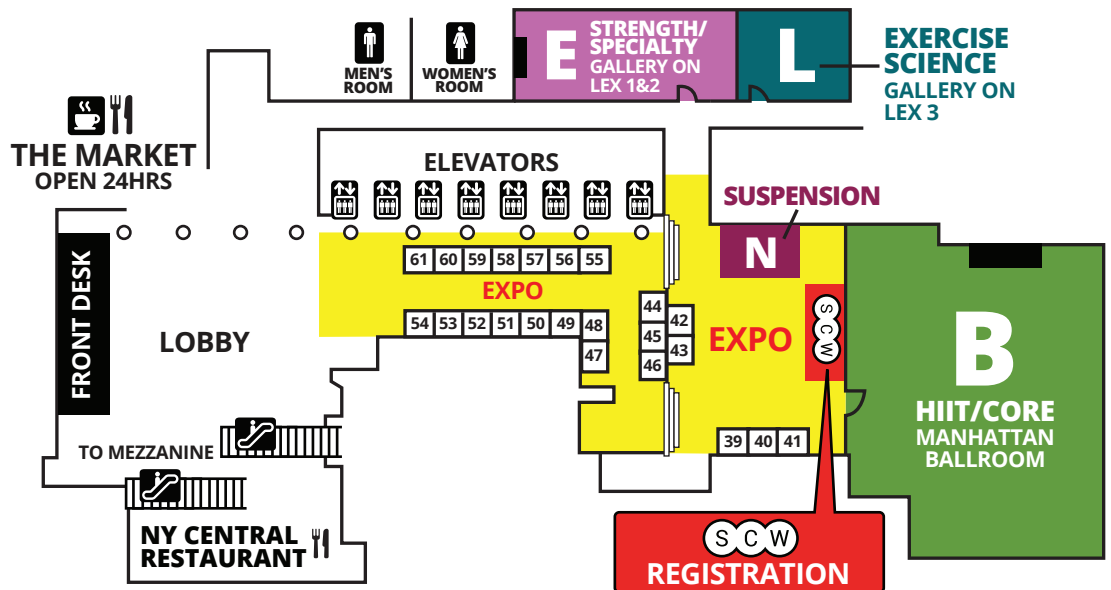 MEN'S
ROOM
WOMEN'S
ROOM
E
STRENGTH/
SPECIALTY
GALLERY ON
LEX 1&2
L
EXERCISE
SCIENCE
GALLERY ON
LEX 3
THE MARKET
OPEN 24HRS
ELEVATORS
SUSPENSION
N
FRONT DESK
LOBBY
61 60 59 58 57 56 55
EXPO
54 53 52 51 50 49 48
47
44
45
46
42
43
EXPO
SCW
B
HIIT/CORE
MANHATTAN
BALLROOM
39 40 41
TO MEZZANINE
NY CENTRAL
RESTAURANT
SCW
REGISTRATION